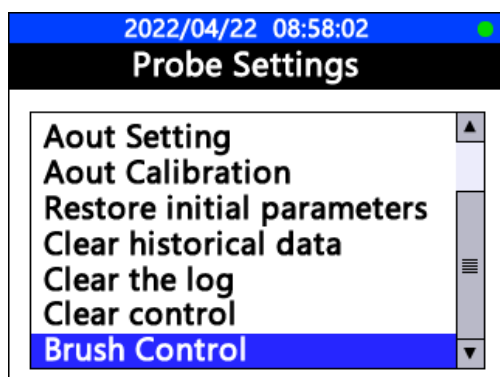 2022/04/22 08:58:02
Probe Settings
Aout Setting
Aout Calibration
Restore initial parameters
Clear historical data
Clear the log
Clear control
Brush Control